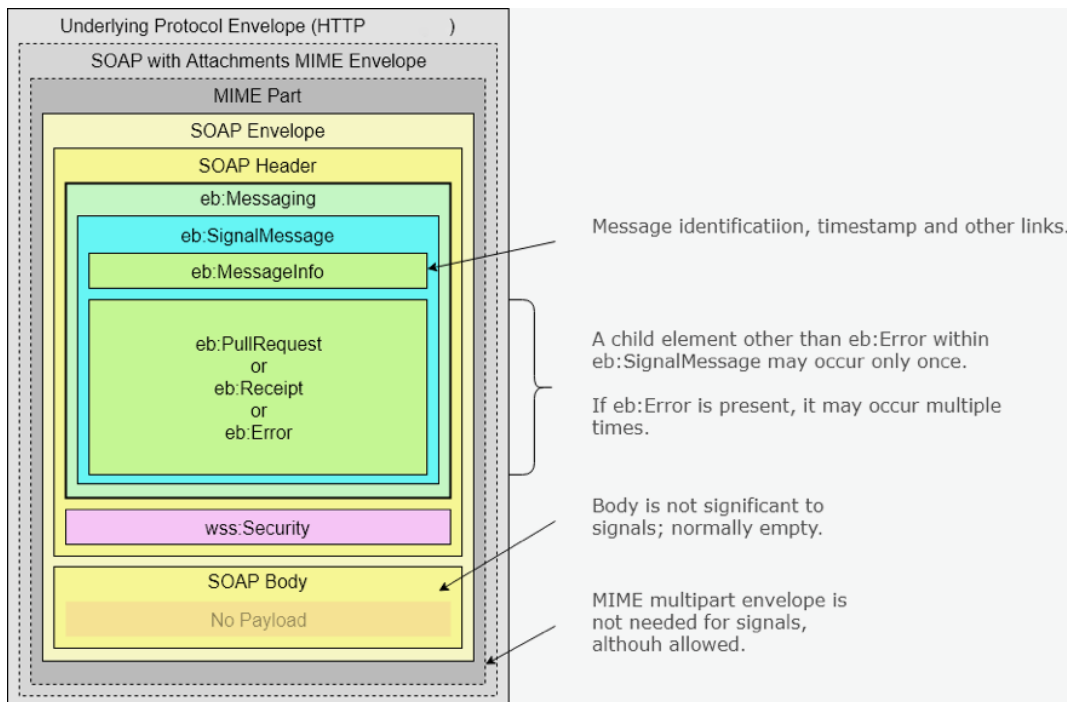 Underlying Protocol Envelope (HTTP )
SOAP with Attachments MIME Envelope
MIME Part
SOAP Envelope
SOAP Header
eb:Messaging
eb:SignalMessage
eb:MessageInfo
eb:PullRequest
or
eb:Receipt
or
eb:Error
wss:Security
SOAP Body
No Payload
Message identificatiion, timestamp and other links.
A child element other than eb:Error within
eb:SignalMessage may occur only once.
If eb:Error is present, it may occur multiple
times.
Body is not significant to
signals; normally empty.
MIME multipart envelope is
not needed for signals,
althouh allowed.